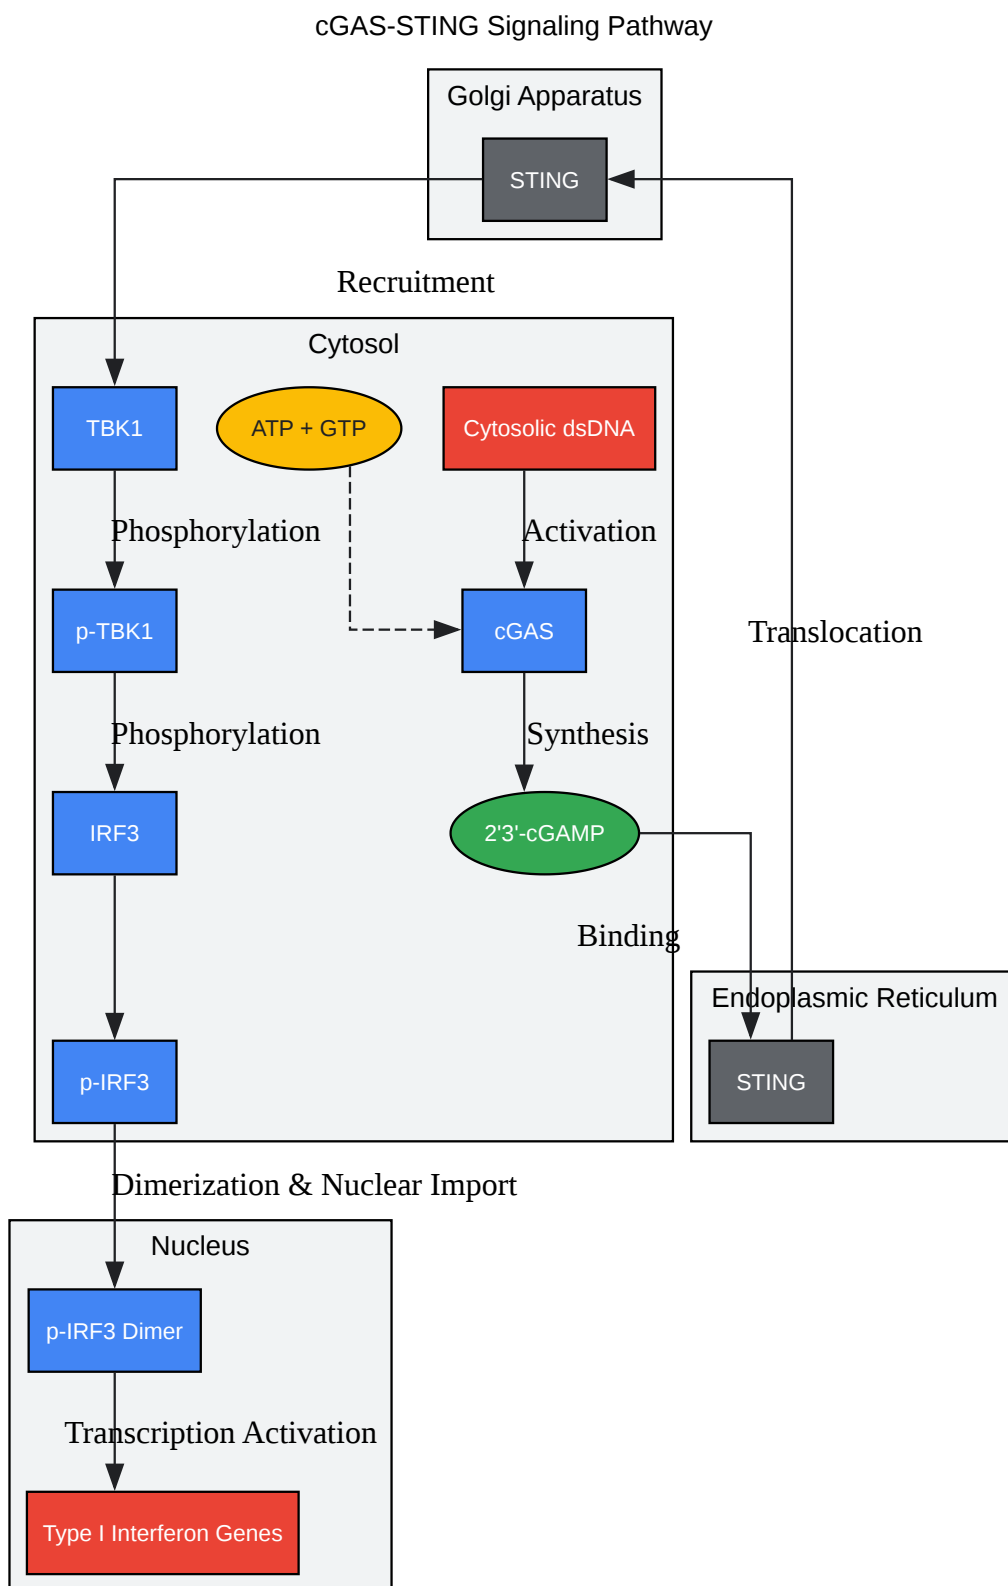 cGAS-STING Signaling Pathway
Golgi Apparatus
STING
Recruitment
Cytosol
TBK1
ATP + GTP
Cytosolic dsDNA
Phosphorylation
Activation
p-TBK1
cGAS
Translocation
Phosphorylation
Synthesis
IRF3
2'3'-cGAMP
Binding
Endoplasmic Reticulum
p-IRF3
STING
Dimerization & Nuclear Import
Nucleus
p-IRF3 Dimer
Transcription Activation
Type I Interferon Genes